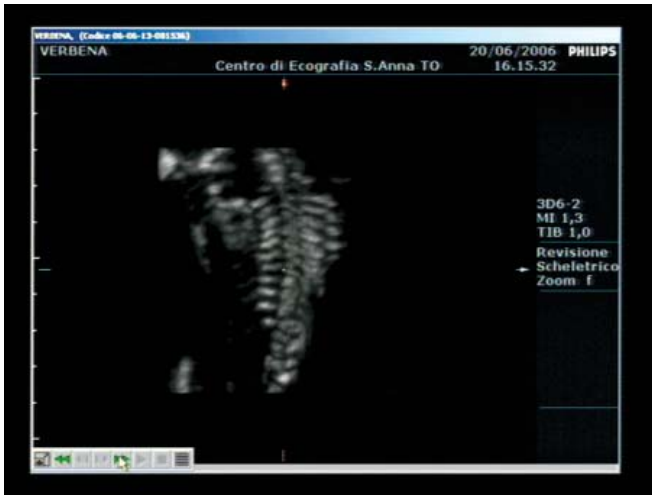 VERBENA, (Codice 06-06-13-081536)
VERBENA 20/06/2006 PHILIPS
Centro di Ecografia S.Anna TO 16.15.32
3D6-2
MI 1,3
TIB 1,0
Revisione
Scheletrico
Zoom f